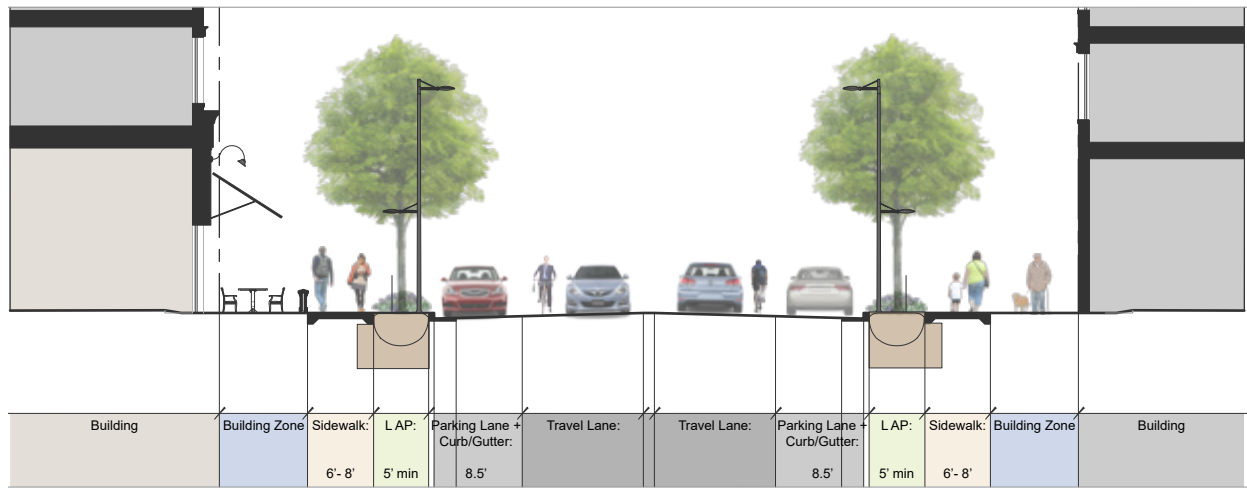 Building
Building Zone
Sidewalk:
6'- 8'
L AP:
5' min
Parking Lane +
Curb/Gutter:
8.5'
Travel Lane:
Travel Lane:
Parking Lane +
Curb/Gutter:
8.5'
L AP:
5' min
Sidewalk:
6'- 8'
Building Zone
Building